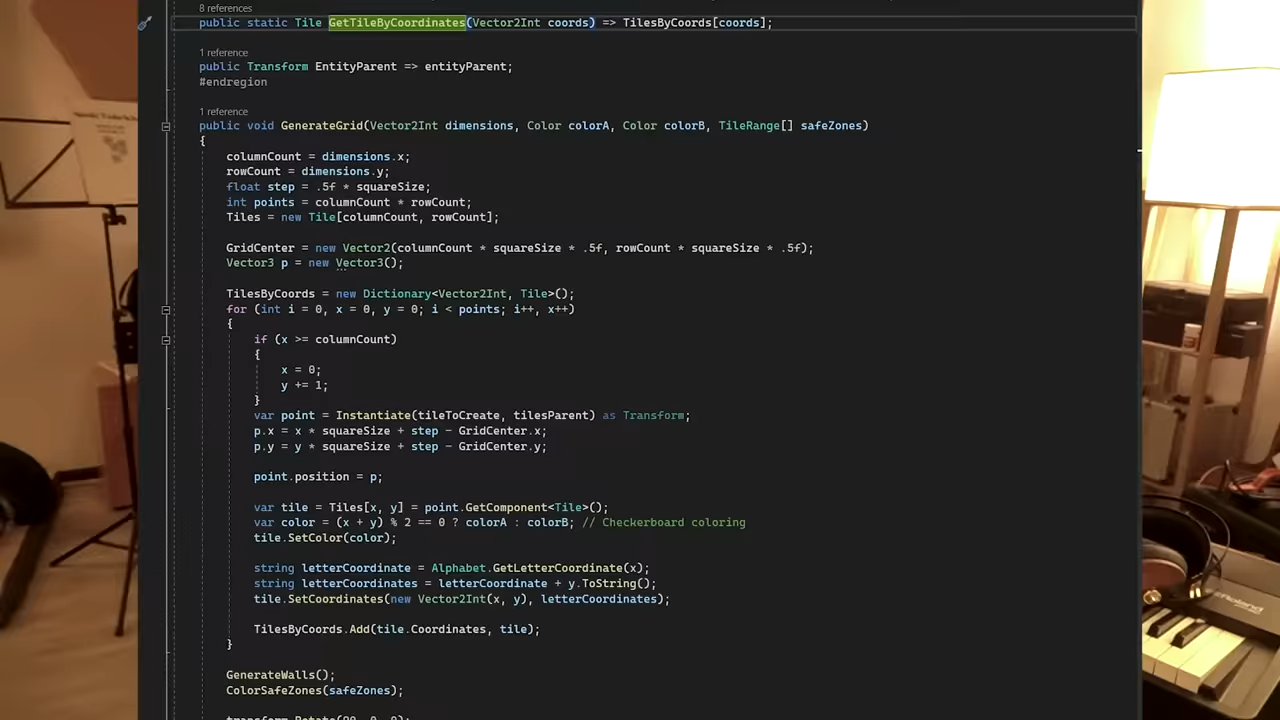 8 references
public static Tile GetTileByCoordinates(Vector2Int coords) => TilesByCoords[coords];
1 reference
public Transform EntityParent => entityParent;
#endregion
1 reference
public void GenerateGrid(Vector2Int dimensions, Color colorA, Color colorB, TileRange[] safeZones)
{
columnCount = dimensions.x;
rowCount = dimensions.y;
float step = .5f * squareSize;
int points = columnCount * rowCount;
Tiles = new Tile[columnCount, rowCount];
GridCenter = new Vector2(columnCount * squareSize * .5f, rowCount * squareSize * .5f);
Vector3 p = new Vector3();
TilesByCoords = new Dictionary<Vector2Int, Tile>();
for (int i = 0, x = 0, y = 0; i < points; i++, x++)
{
if (x >= columnCount)
{
x = 0;
y += 1;
}
var point = Instantiate(tileToCreate, tilesParent) as Transform;
p.x = x * squareSize + step - GridCenter.x;
p.y = y * squareSize + step - GridCenter.y;
point.position = p;
var tile = Tiles[x, y] = point.GetComponent<Tile>();
var color = (x + y) % 2 == 0 ? colorA : colorB; // Checkerboard coloring
tile.SetColor(color);
string letterCoordinate = Alphabet.GetLetterCoordinate(x);
string letterCoordinates = letterCoordinate + y.ToString();
tile.SetCoordinates(new Vector2Int(x, y), letterCoordinates);
TilesByCoords.Add(tile.Coordinates, tile);
}
GenerateWalls();
ColorSafeZones(safeZones);
transform.Rotate(90, 0, 0);
Roland